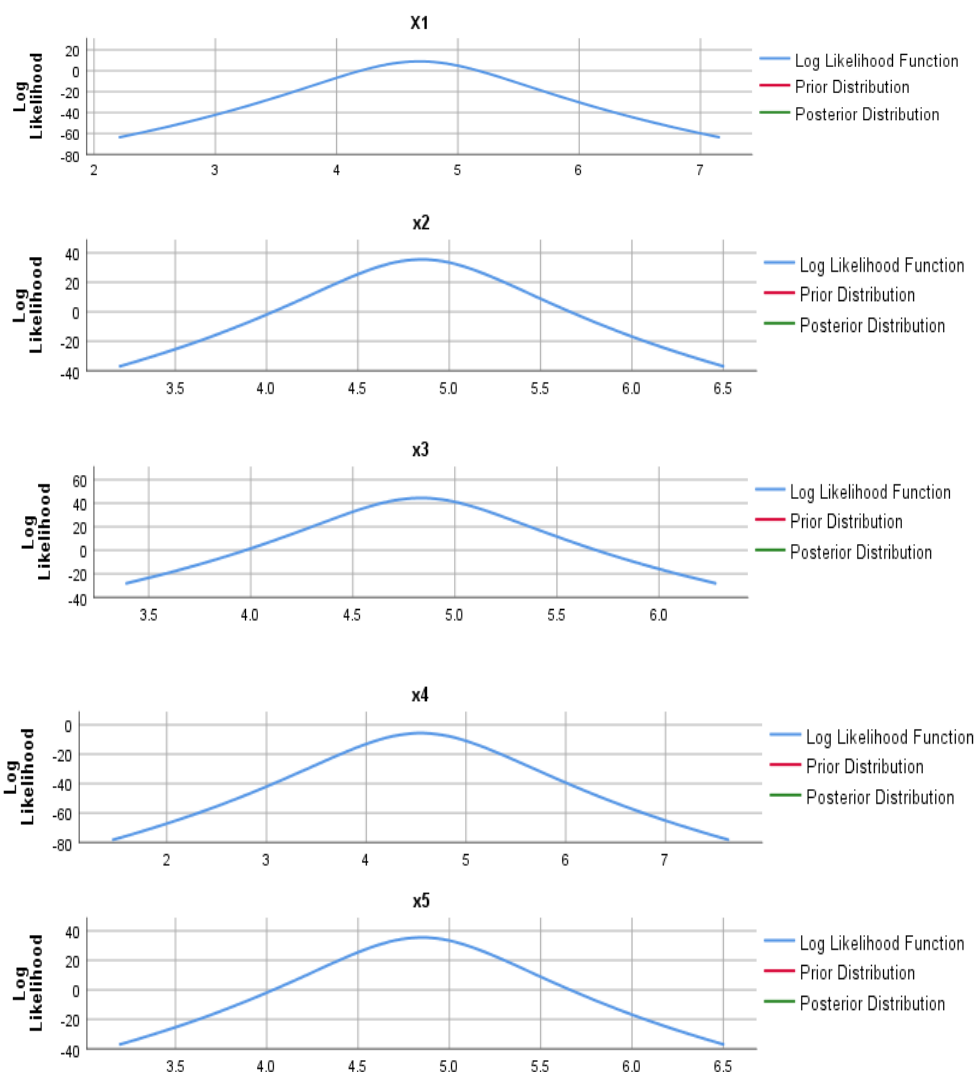 X1
Log
Likelihood
20
0
-20
-40
-60
-80
2 3 4 5 6 7
Log Likelihood Function
Prior Distribution
Posterior Distribution
x2
Log
Likelihood
40
20
0
-20
-40
3.5 4.0 4.5 5.0 5.5 6.0 6.5
Log Likelihood Function
Prior Distribution
Posterior Distribution
x3
Log
Likelihood
60
40
20
0
-20
-40
3.5 4.0 4.5 5.0 5.5 6.0
Log Likelihood Function
Prior Distribution
Posterior Distribution
x4
Log
Likelihood
0
-20
-40
-60
-80
2 3 4 5 6 7
Log Likelihood Function
Prior Distribution
Posterior Distribution
x5
Log
Likelihood
40
20
0
-20
-40
3.5 4.0 4.5 5.0 5.5 6.0 6.5
Log Likelihood Function
Prior Distribution
Posterior Distribution